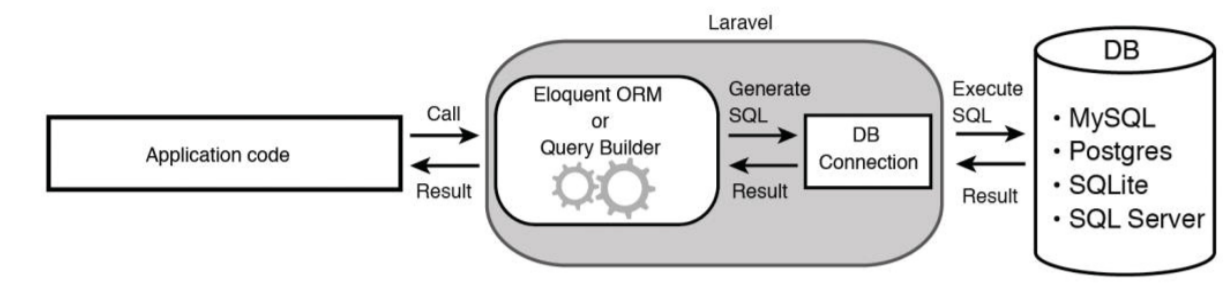 Laravel
Application code
Call
Result
Eloquent ORM
or
Query Builder
Generate
SQL
Result
DB
Connection
Execute
SQL
Result
DB
• MySQL
• Postgres
• SQLite
• SQL Server